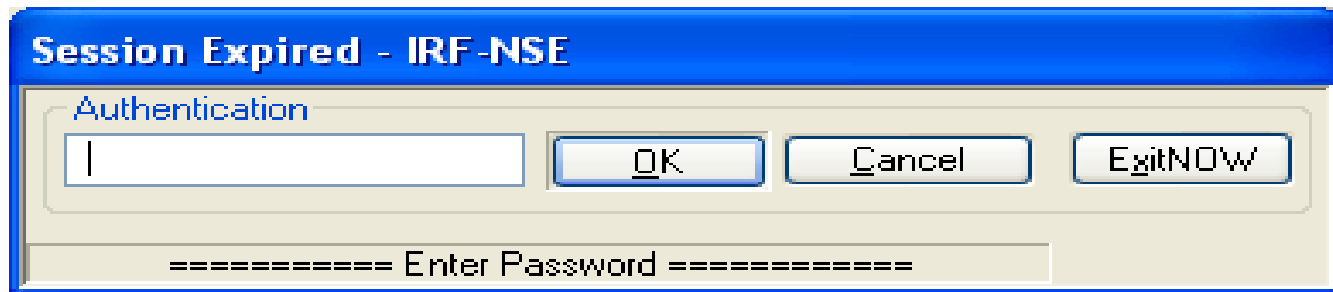 Session Expired - IRF-NSE
Authentication
OK Cancel ExitNOW
=========== Enter Password ============